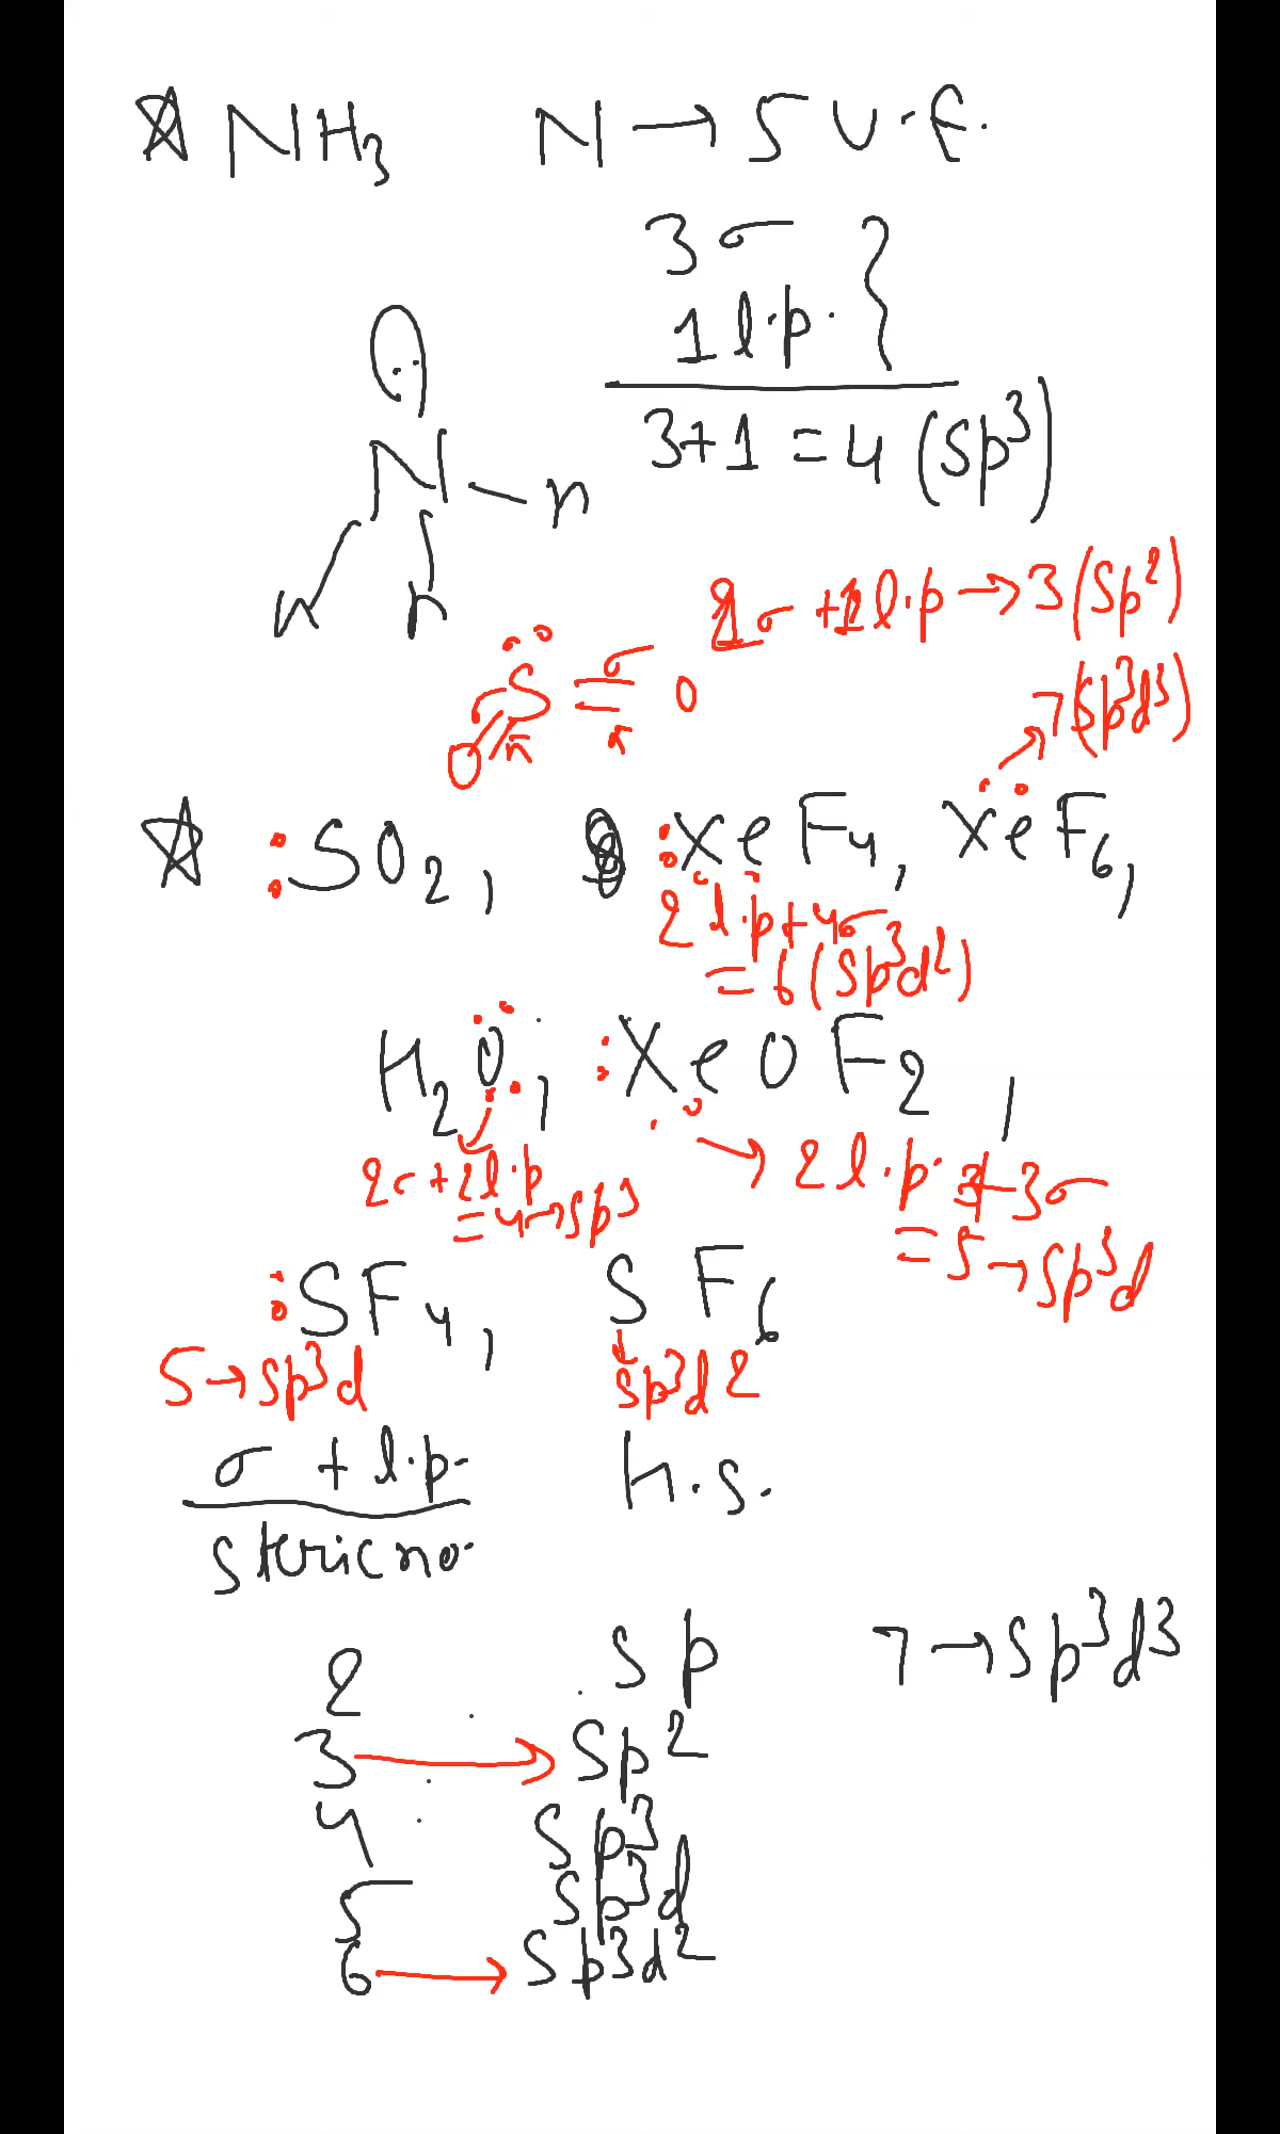 ☆ NH₃ N → 5 V.E.
3 σ
1 l.p.
3+1 = 4 (sp³)
N – H
H H
2σ + 1 l.p → 3 (sp²)
S = O
σ
O π π
7 (sp³d³)
☆ :SO₂, :XeF₄, XeF₆,
2 l.p + 4σ
= 6 (sp³d²)
H₂O, :XeOF₂,
2σ + 2 l.p
= 4 → sp³
→ 2 l.p. + 3σ
= 5 → sp³d
:SF₄, SF₆
5 → sp³d sp³d2
σ + l.p. h.s.
steric no.
2 sp 7 → sp³d³
3 → sp²
4 sp³
5 sp³d
6 → sp³d²